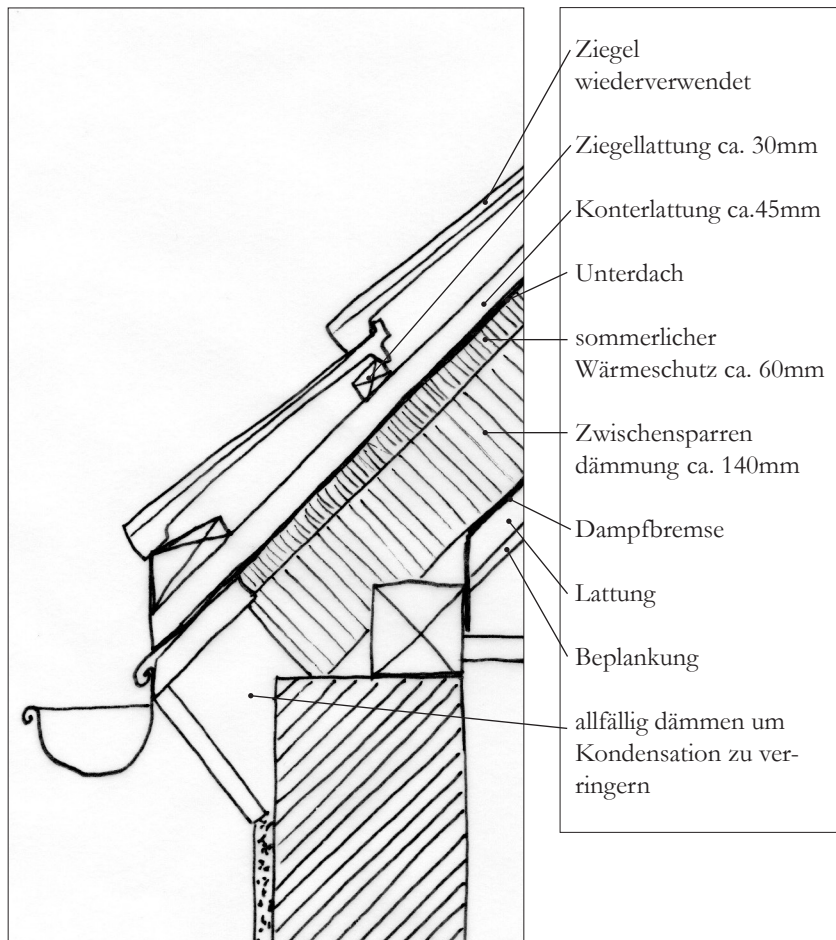 Ziegel
wiederverwendet
Ziegellattung ca. 30mm
Konterlattung ca.45mm
Unterdach
sommerlicher
Wärmeschutz ca. 60mm
Zwischensparren
dämmung ca. 140mm
Dampfbremse
Lattung
Beplankung
allfällig dämmen um
Kondensation zu ver-
ringern